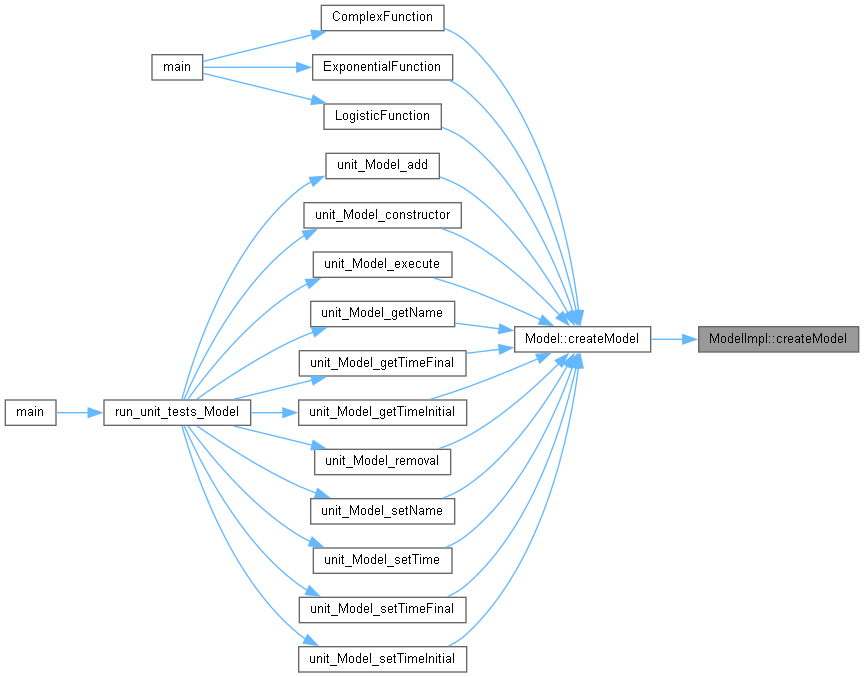 ComplexFunction
main
ExponentialFunction
LogisticFunction
unit_Model_add
unit_Model_constructor
unit_Model_execute
unit_Model_getName
Model::createModel
ModelImpl::createModel
unit_Model_getTimeFinal
main
run_unit_tests_Model
unit_Model_getTimeInitial
unit_Model_removal
unit_Model_setName
unit_Model_setTime
unit_Model_setTimeFinal
unit_Model_setTimeInitial